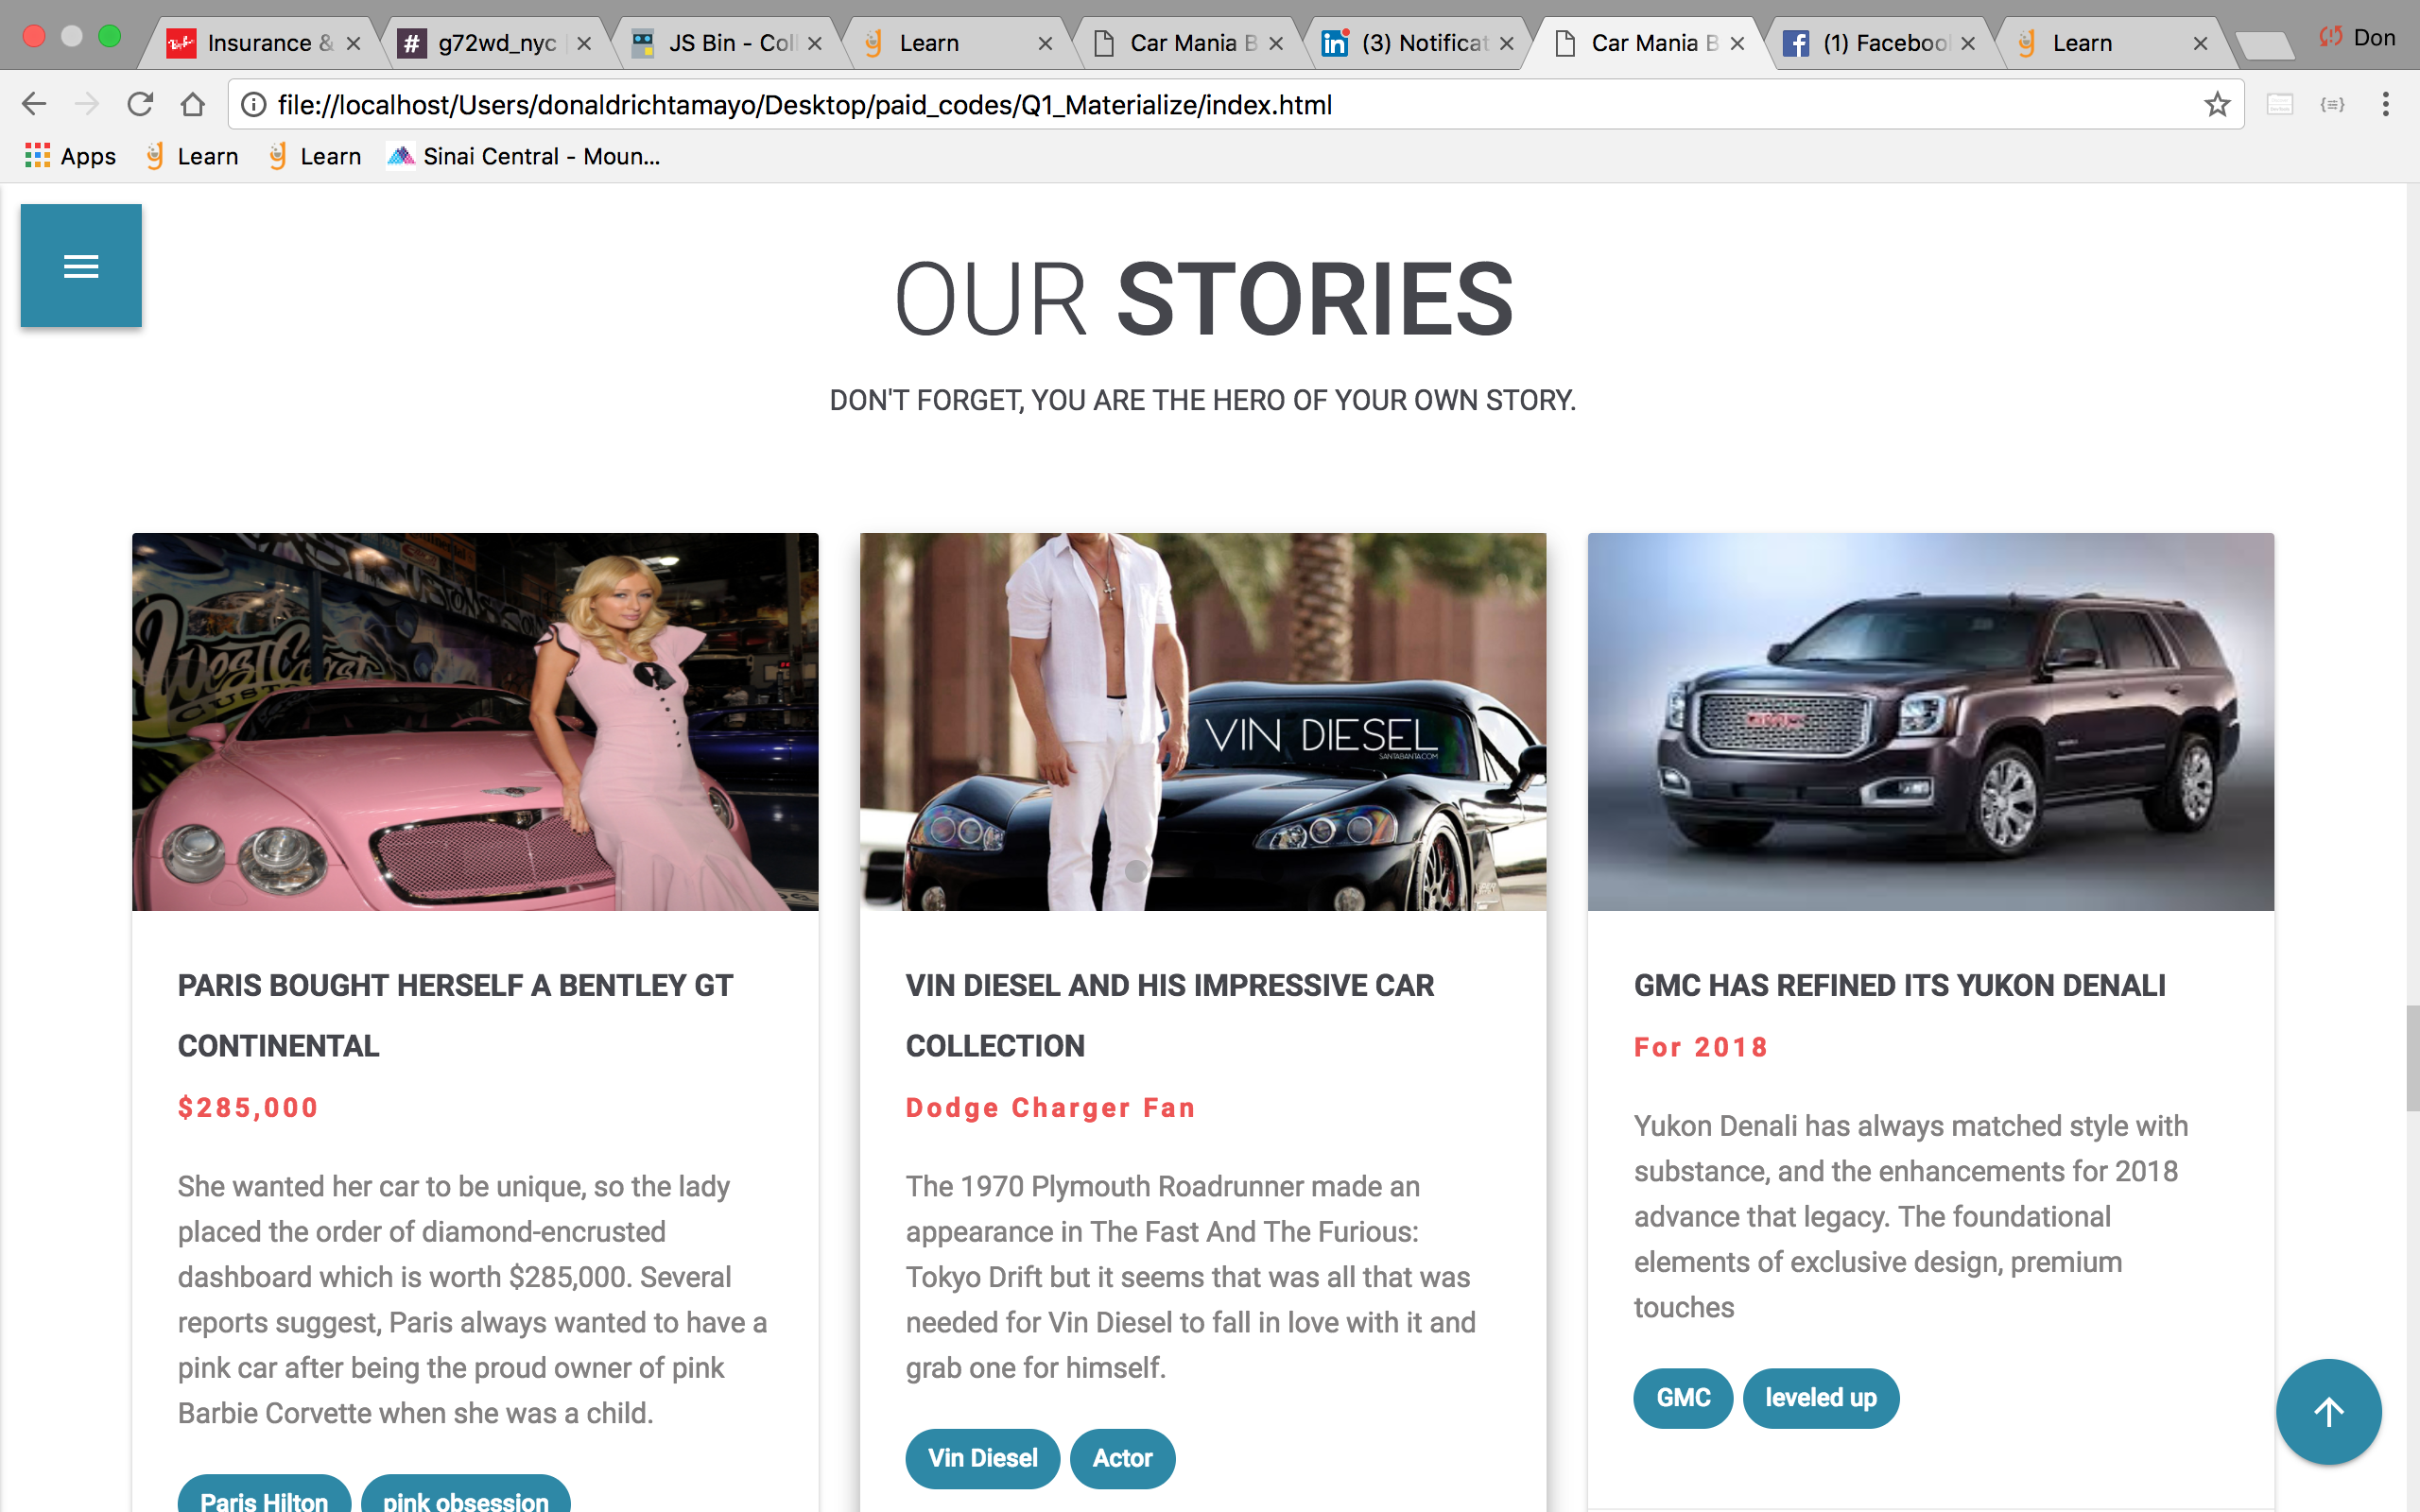 Insurance &
g72wd_nyc
JS Bin - Coll
Learn
Car Mania B
(3) Notificat
Car Mania B
(1) Facebook
Learn
Don
file://localhost/Users/donaldrichtamayo/Desktop/paid_codes/Q1_Materialize/index.html
Apps
Learn
Learn
Sinai Central - Moun...
OUR STORIES
DON'T FORGET, YOU ARE THE HERO OF YOUR OWN STORY.
West Coast
VIN DIESEL
SANTABANTA.COM
PARIS BOUGHT HERSELF A BENTLEY GT
CONTINENTAL
$285,000
She wanted her car to be unique, so the lady
placed the order of diamond-encrusted
dashboard which is worth $285,000. Several
reports suggest, Paris always wanted to have a
pink car after being the proud owner of pink
Barbie Corvette when she was a child.
Paris Hilton
pink obsession
VIN DIESEL AND HIS IMPRESSIVE CAR
COLLECTION
Dodge Charger Fan
The 1970 Plymouth Roadrunner made an
appearance in The Fast And The Furious:
Tokyo Drift but it seems that was all that was
needed for Vin Diesel to fall in love with it and
grab one for himself.
Vin Diesel
Actor
GMC HAS REFINED ITS YUKON DENALI
For 2018
Yukon Denali has always matched style with
substance, and the enhancements for 2018
advance that legacy. The foundational
elements of exclusive design, premium
touches
GMC
leveled up